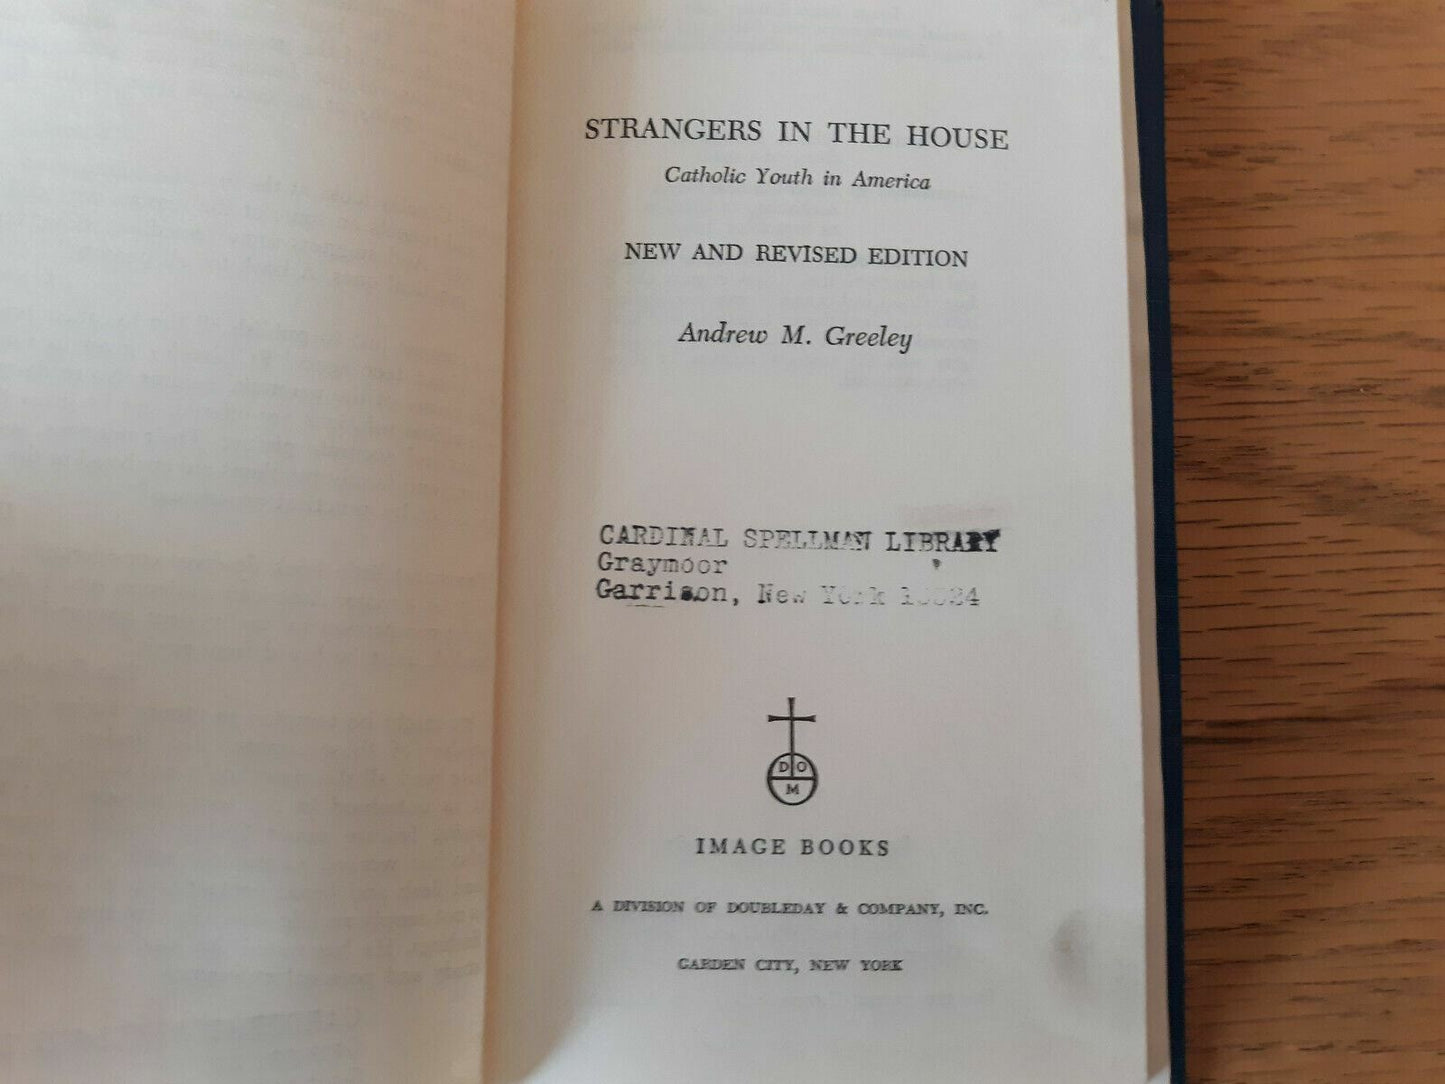 STRANGERS IN THE HOUSE
Catholic Youth in America
NEW AND REVISED EDITION
Andrew M. Greeley
CARDINAL SPELLMAN LIBRARY
Graymoor
Garrison, New York
D O
M
IMAGE BOOKS
A DIVISION OF DOUBLEDAY & COMPANY, INC.
GARDEN CITY, NEW YORK